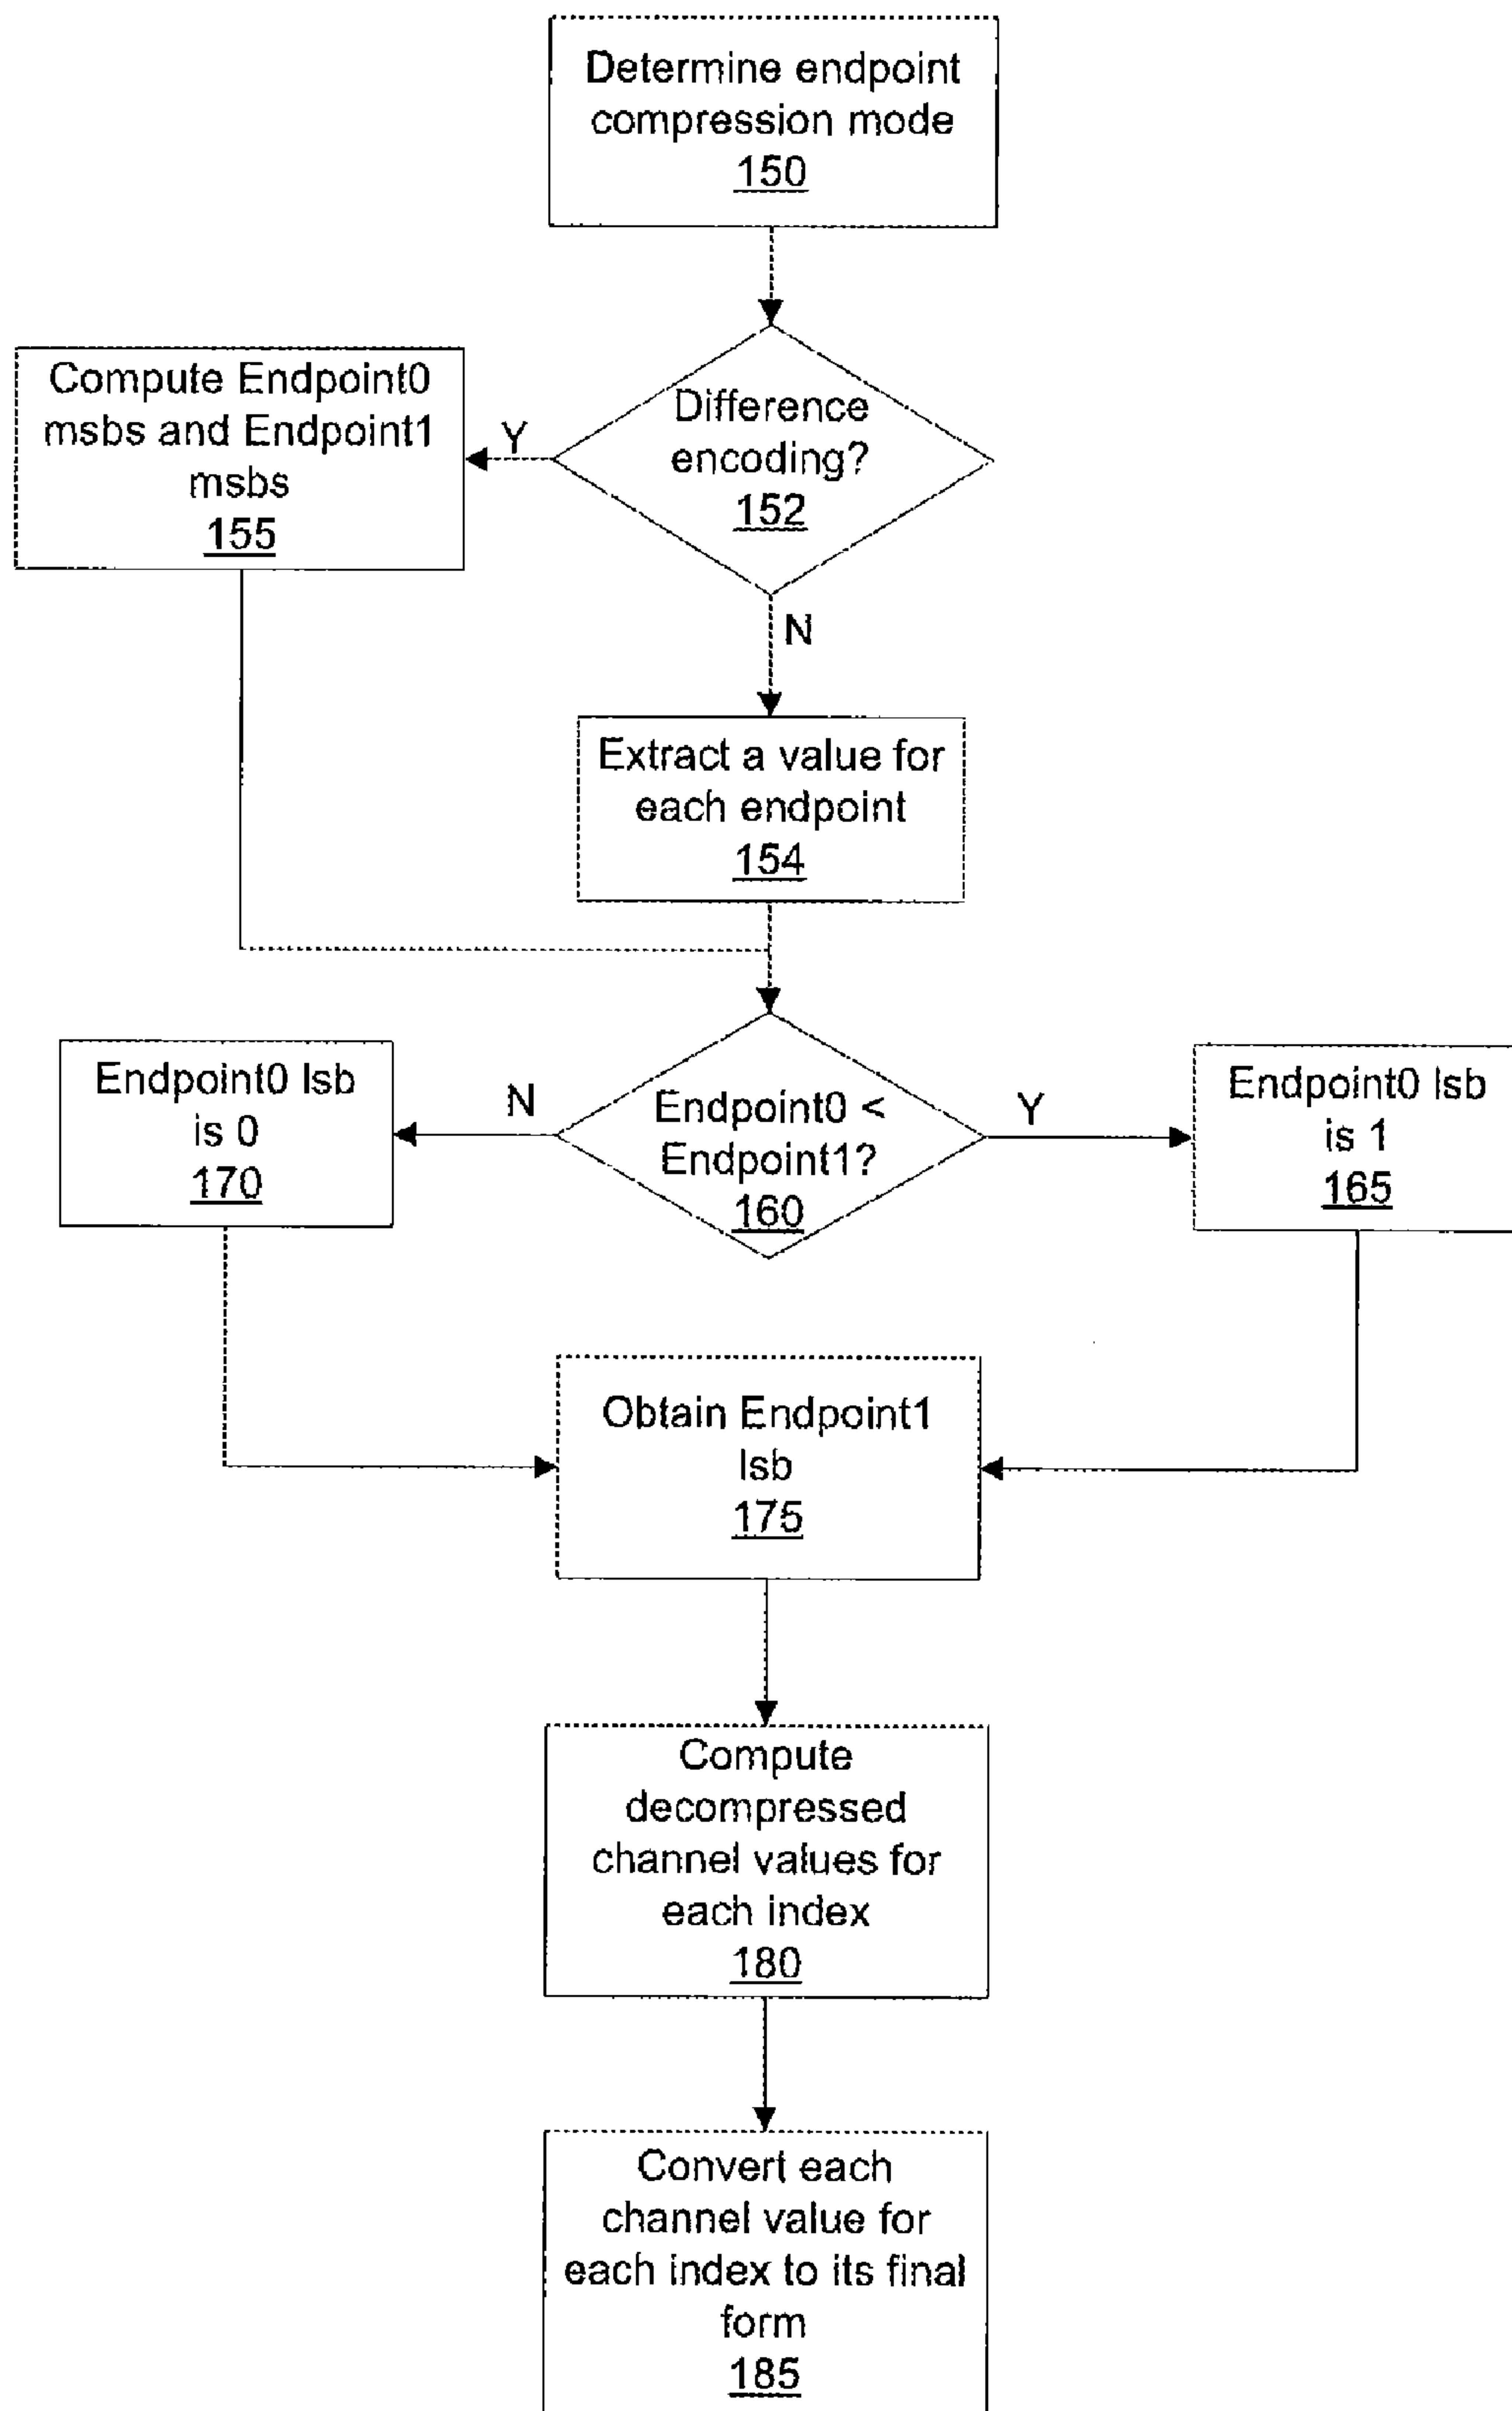 Determine endpoint
compression mode
150
Compute Endpoint0
msbs and Endpoint1
msbs
155
Y
Difference
encoding?
152
N
Extract a value for
each endpoint
154
Endpoint0 lsb
is 0
170
N
Endpoint0 <
Endpoint1?
160
Y
Endpoint0 lsb
is 1
165
Obtain Endpoint1
lsb
175
Compute
decompressed
channel values for
each index
180
Convert each
channel value for
each index to its final
form
185